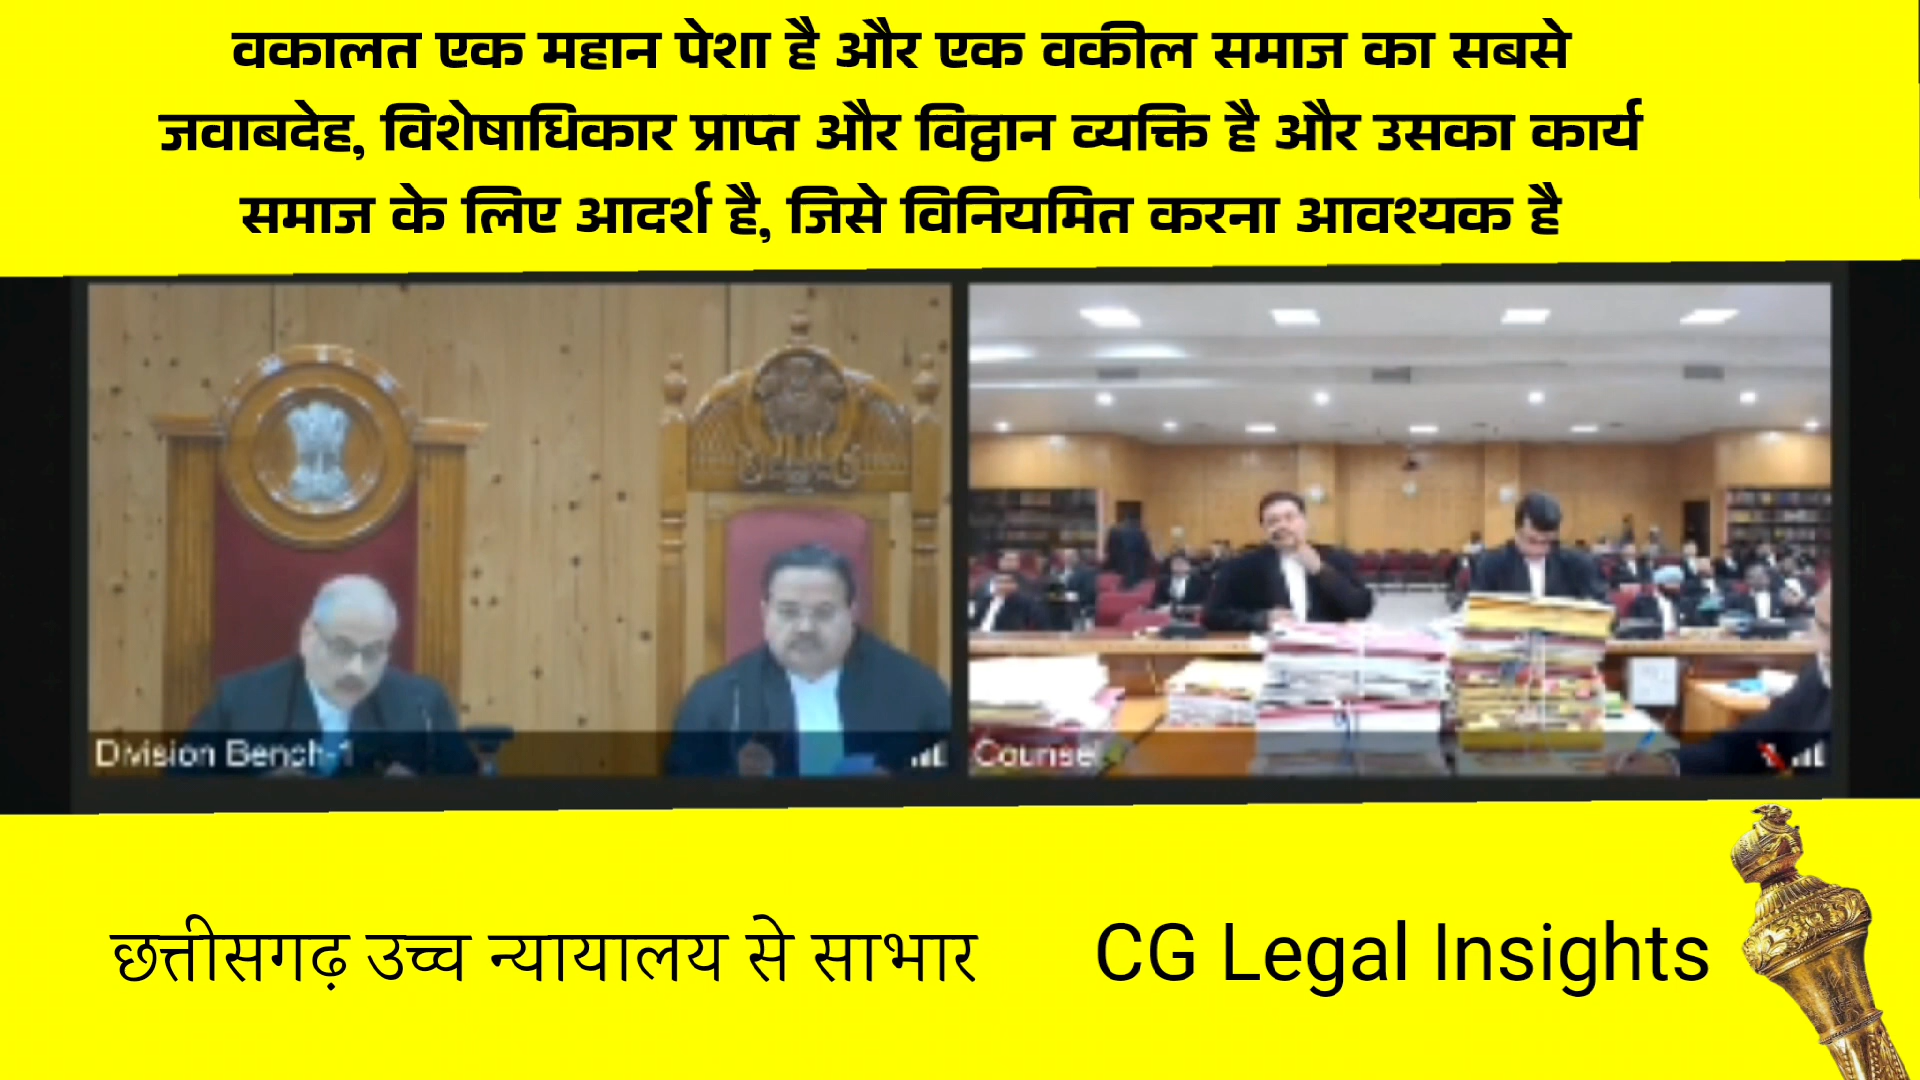 वकालत एक महान पेशा है और एक वकील समाज का सबसे
जवाबदेह, विशेषाधिकार प्राप्त और विद्वान व्यक्ति है और उसका कार्य
समाज के लिए आदर्श है, जिसे विनियमित करना आवश्यक है
Division Bench-1
Counsel
छत्तीसगढ़ उच्च न्यायालय से साभार
CG Legal Insights